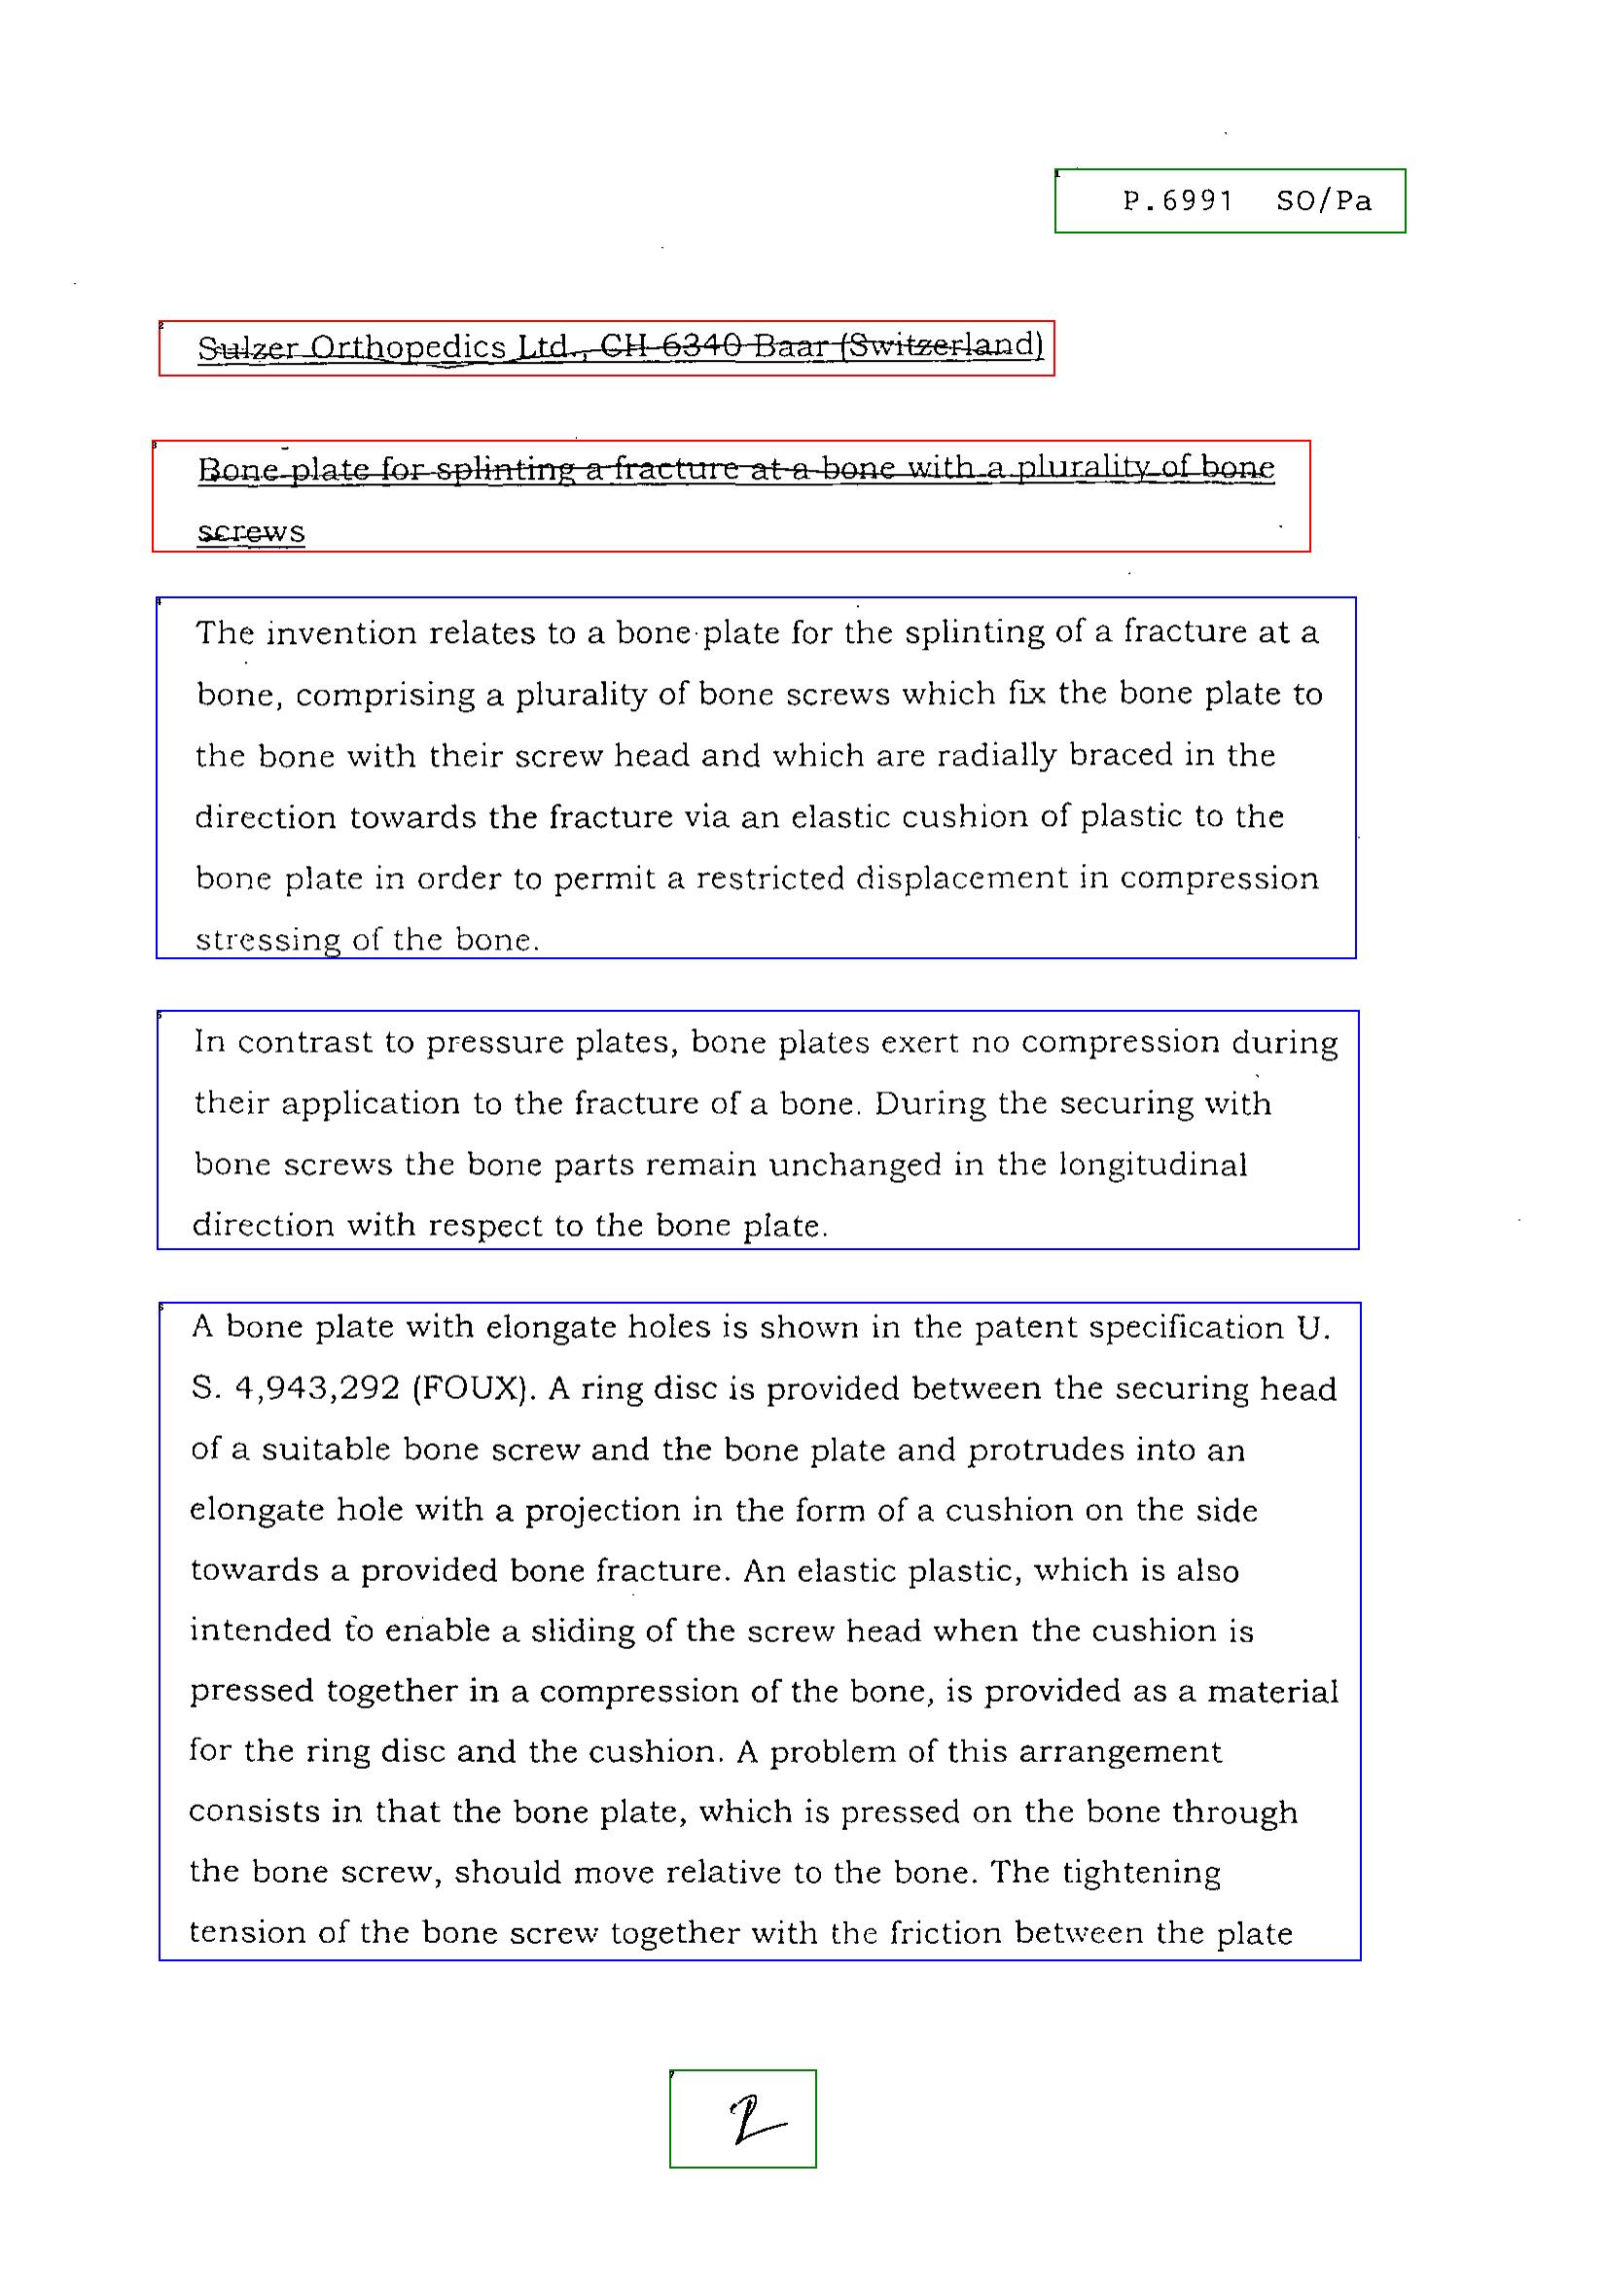 P.6991 SO/Pa
Sulzer Orthopedics Ltd., CH-6340 Baar (Switzerland)
Bone plate for splinting a fracture at a bone with a plurality of bone
screws
The invention relates to a bone plate for the splinting of a fracture at a
bone, comprising a plurality of bone screws which fix the bone plate to
the bone with their screw head and which are radially braced in the
direction towards the fracture via an elastic cushion of plastic to the
bone plate in order to permit a restricted displacement in compression
stressing of the bone.
In contrast to pressure plates, bone plates exert no compression during
their application to the fracture of a bone. During the securing with
bone screws the bone parts remain unchanged in the longitudinal
direction with respect to the bone plate.
A bone plate with elongate holes is shown in the patent specification U.
S. 4,943,292 (FOUX). A ring disc is provided between the securing head
of a suitable bone screw and the bone plate and protrudes into an
elongate hole with a projection in the form of a cushion on the side
towards a provided bone fracture. An elastic plastic, which is also
intended to enable a sliding of the screw head when the cushion is
pressed together in a compression of the bone, is provided as a material
for the ring disc and the cushion. A problem of this arrangement
consists in that the bone plate, which is pressed on the bone through
the bone screw, should move relative to the bone. The tightening
tension of the bone screw together with the friction between the plate
2